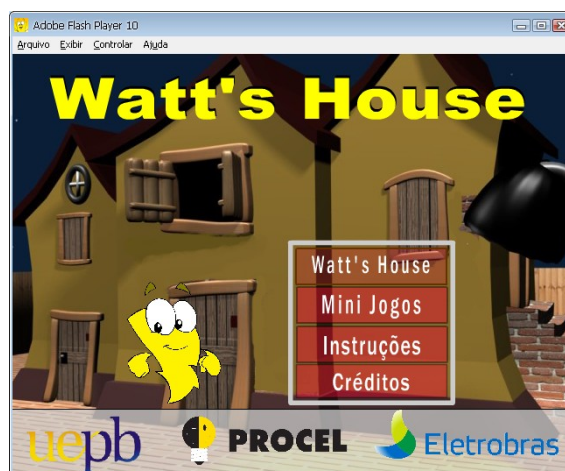 Adobe Flash Player 10
Arquivo Exibir Controlar Ajuda
Watt's House
Watt's House
Mini Jogos
Instruções
Créditos
uepb PROCEL Eletrobras